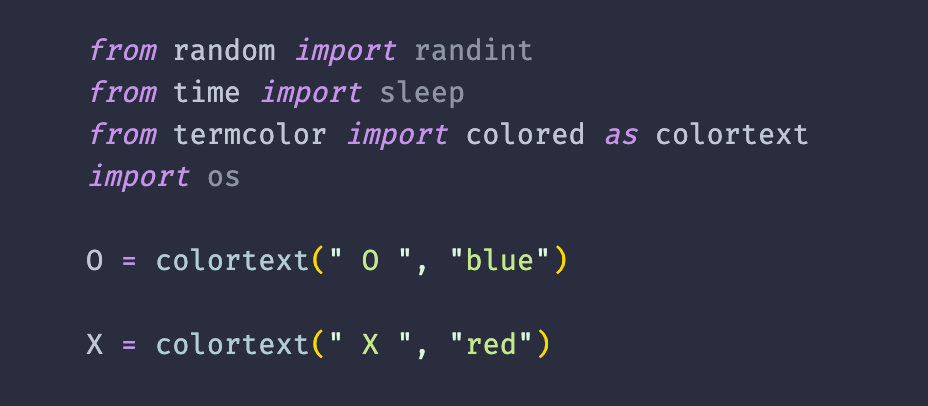 from random import randint
from time import sleep
from termcolor import colored as colortext
import os
O = colortext(" O ", "blue")
X = colortext(" X ", "red")